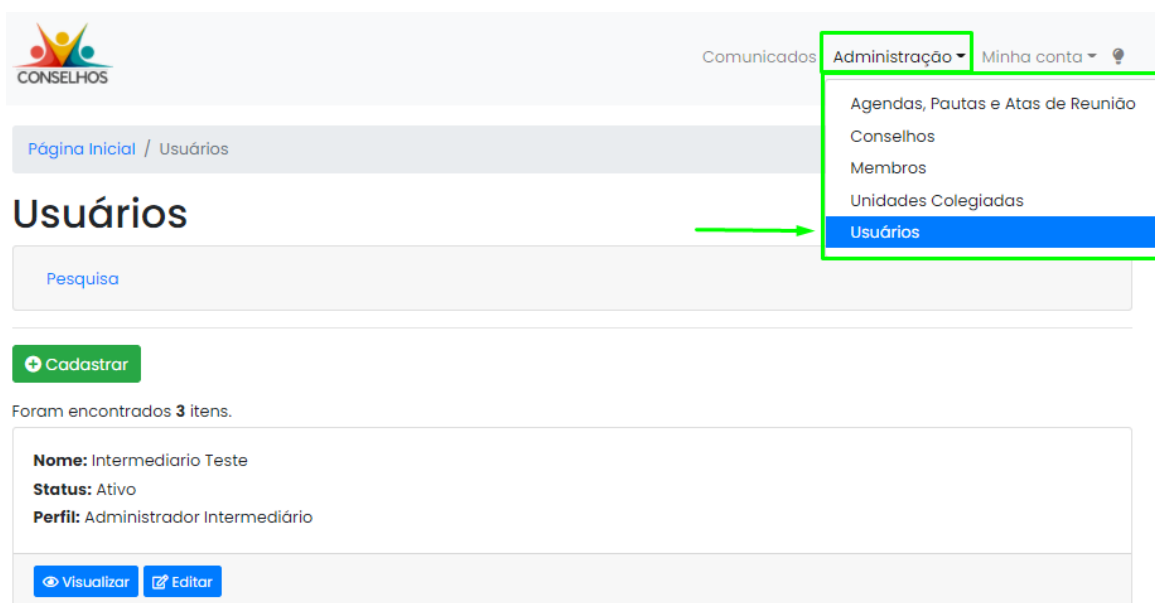 CONSELHOS
Comunicados Administração Minha conta
Agendas, Pautas e Atas de Reunião
Conselhos
Membros
Unidades Colegiadas
Usuários
Página Inicial / Usuários
Usuários
Pesquisa
Cadastrar
Foram encontrados 3 itens.
Nome: Intermediario Teste
Status: Ativo
Perfil: Administrador Intermediário
Visualizar Editar